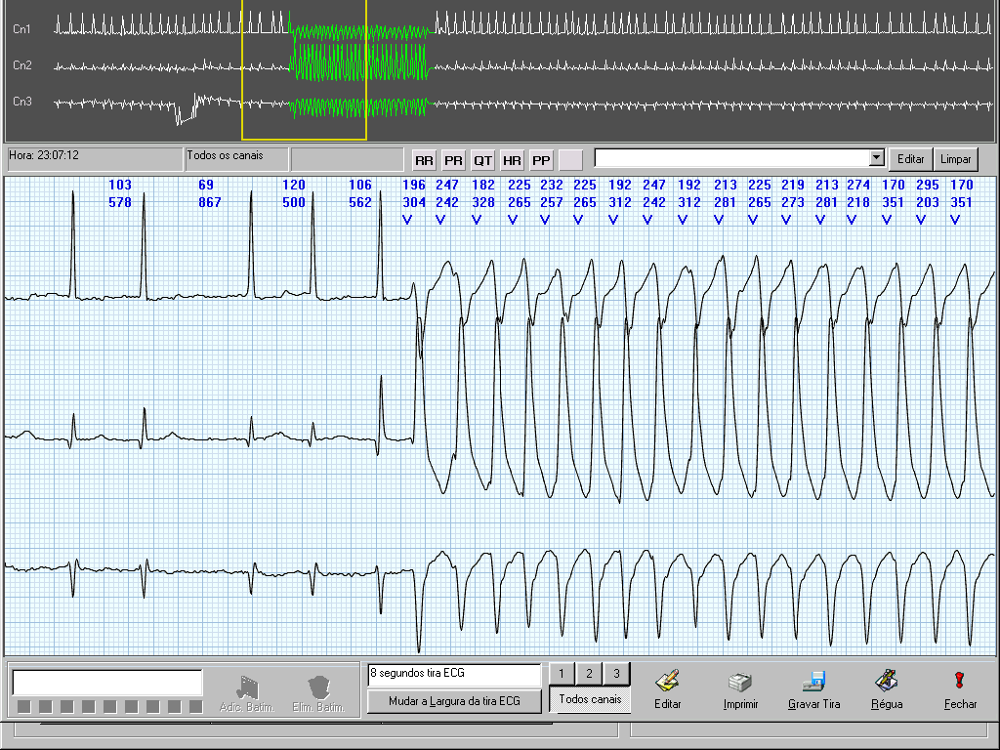 Cn1
Cn2
Cn3
Hora: 23:07:12
Todos os canais
RR PR QT HR PP
Editar Limpar
103 69 120 106 196 247 182 225 232 225 192 247 192 213 225 219 213 274 170 295 170
578 867 500 562 304 242 328 265 257 265 312 242 312 281 265 273 281 218 351 203 351
V V V V V V V V V V V V V V V V V
8 segundos tira ECG
1 2 3
Adic. Batim. Elim. Batim.
Mudar a Largura da tira ECG
Todos canais
Editar Imprimir Gravar Tira Régua Fechar